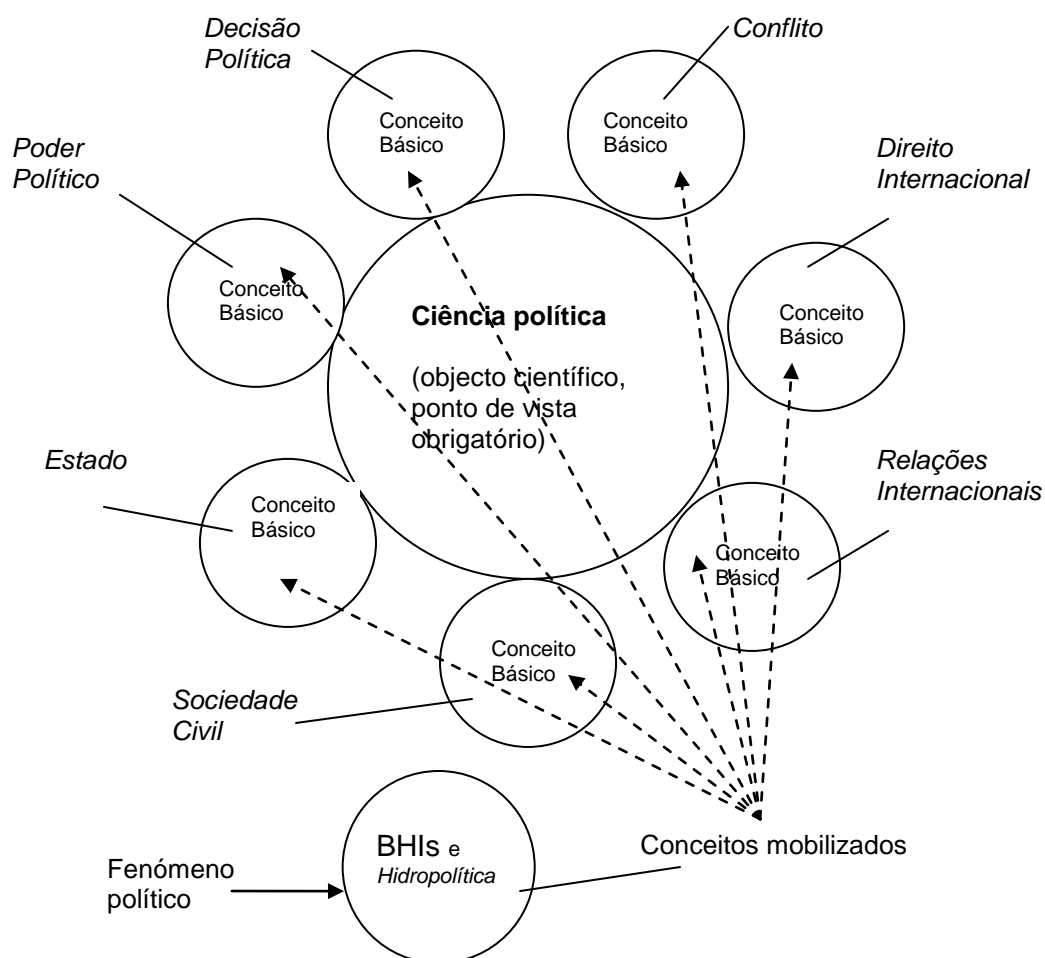 Decisão
Política
Conflito
Conceito
Básico
Conceito
Básico
Poder
Político
Direito
Internacional
Conceito
Básico
Conceito
Básico
Ciência política
(objecto científico,
ponto de vista
obrigatório)
Estado
Relações
Internacionais
Conceito
Básico
Conceito
Básico
Conceito
Básico
Sociedade
Civil
BHIs e
Hidropolítica
Conceitos mobilizados
Fenómeno
político